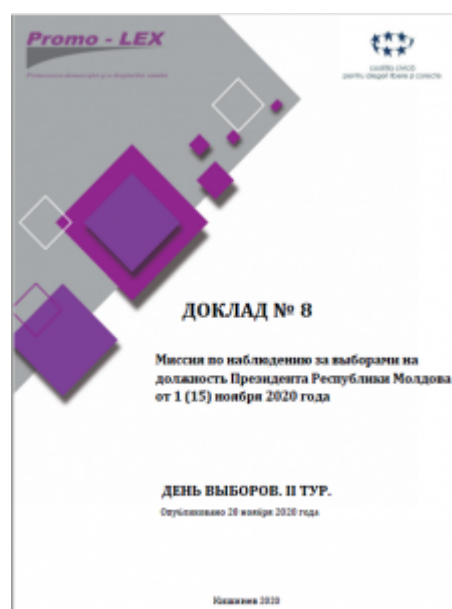 Promo - LEX
ДОКЛАД № 8
Миссия по наблюдению за выборами на
должность Президента Республики Молдова
от 1 (15) ноября 2020 года
ДЕНЬ ВЫБОРОВ. II ТУР.
Опубликовано 20 ноября 2020 года
Кишинев 2020